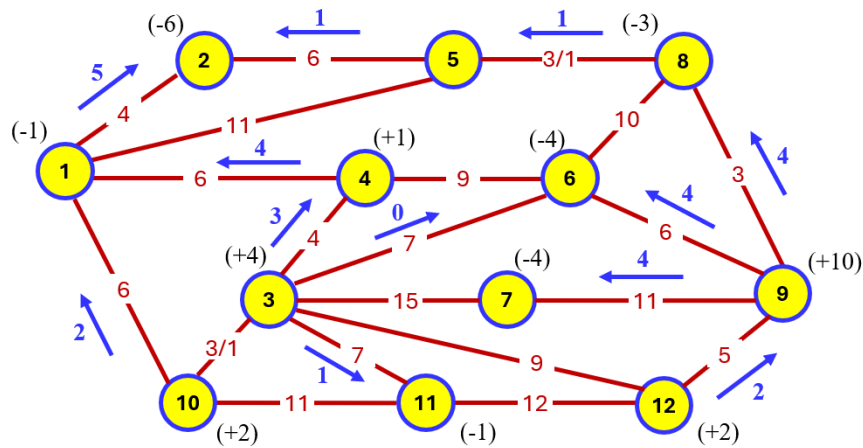 1 1
(-6) (-3)
2 6 5 3/1 8
5
4 11 10
(-1) (+1) (-4)
4 4
1 6 4 9 6 3
3 0 4
4 7 6
(+4) (-4) (+10)
4
3 15 7 11 9
6
2 3/1 7 9 5
1 2
10 11 11 12 12
(+2) (-1) (+2)